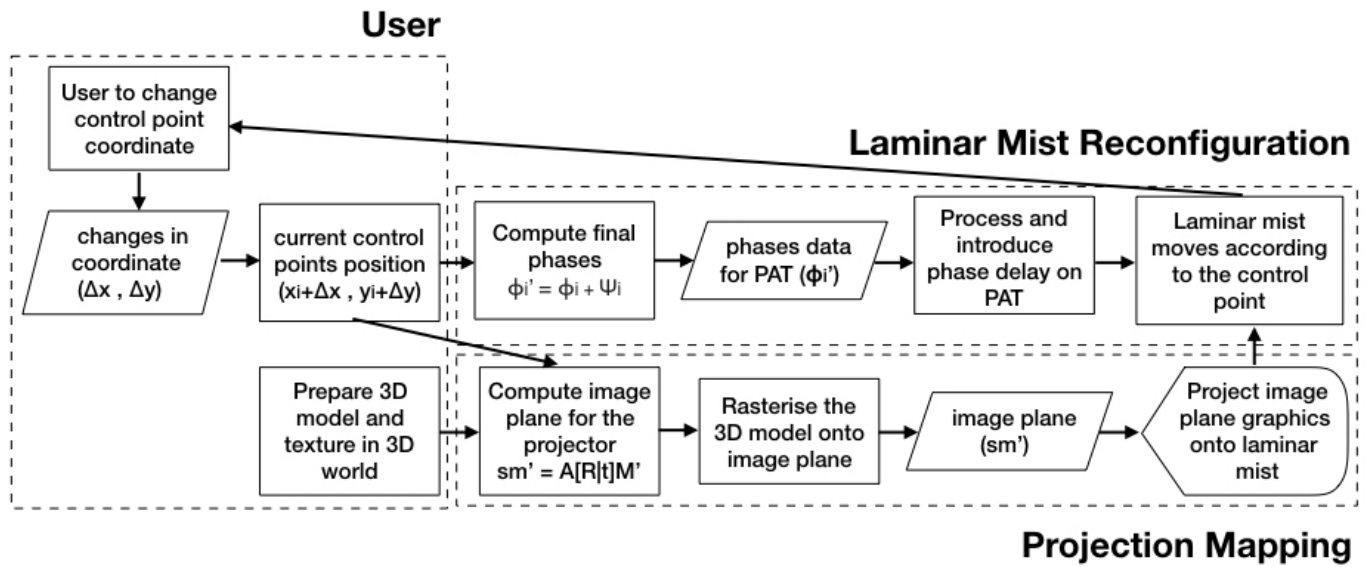 User
User to change
control point
coordinate
Laminar Mist Reconfiguration
changes in
coordinate
(Δx , Δy)
current control
points position
(xi+Δx , yi+Δy)
Compute final
phases
ϕi’ = ϕi + Ψi
phases data
for PAT (ϕi’)
Process and
introduce
phase delay on
PAT
Laminar mist
moves according
to the control
point
Prepare 3D
model and
texture in 3D
world
Compute image
plane for the
projector
sm’ = A[R|t]M’
Rasterise the
3D model onto
image plane
image plane
(sm’)
Project image
plane graphics
onto laminar
mist
Projection Mapping